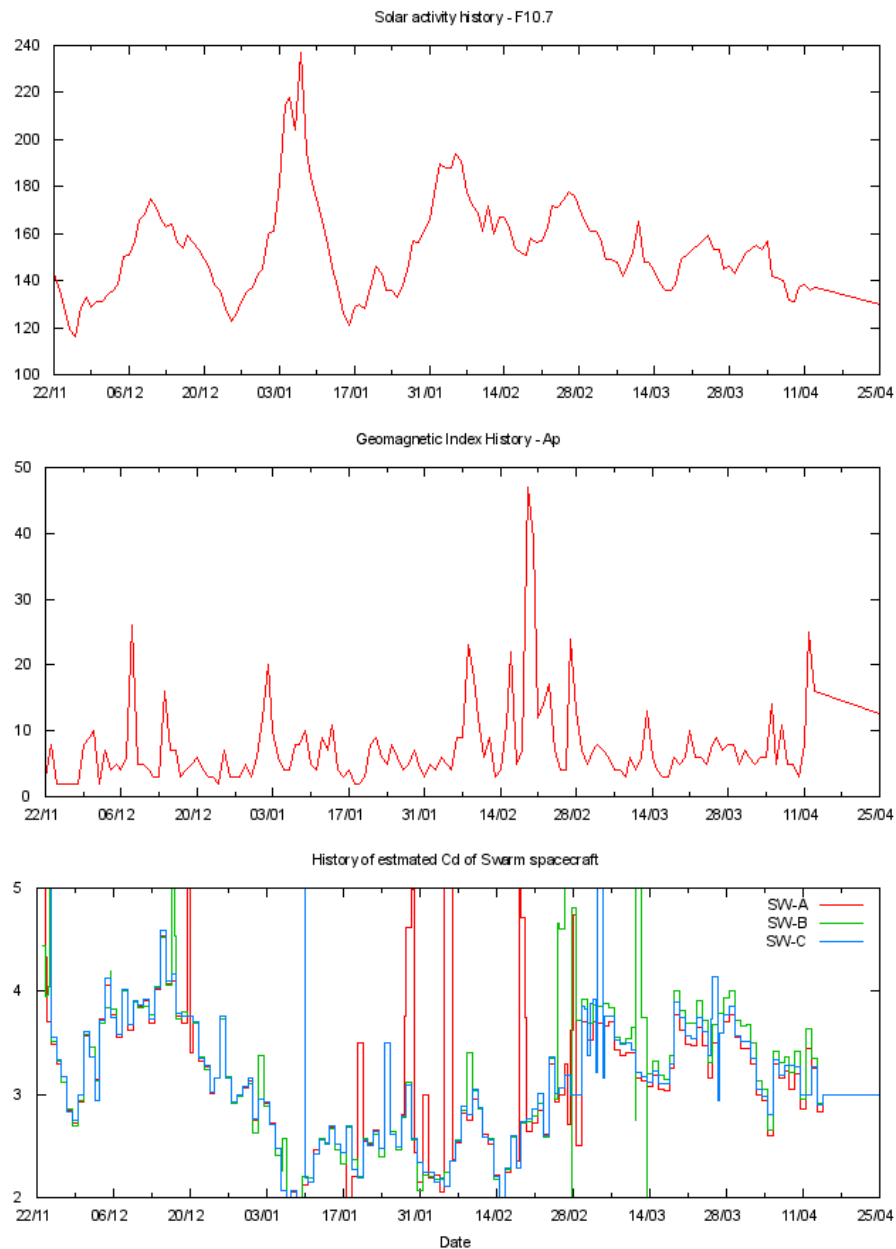 Solar activity history - F10.7
240
220
200
180
160
140
120
100
22/11 06/12 20/12 03/01 17/01 31/01 14/02 28/02 14/03 28/03 11/04 25/04
Geomagnetic Index History - Ap
50
40
30
20
10
0
22/11 06/12 20/12 03/01 17/01 31/01 14/02 28/02 14/03 28/03 11/04 25/04
History of estmated Cd of Swarm spacecraft
5
SW-A
SW-B
SW-C
4
3
2
22/11 06/12 20/12 03/01 17/01 31/01 14/02 28/02 14/03 28/03 11/04 25/04
Date